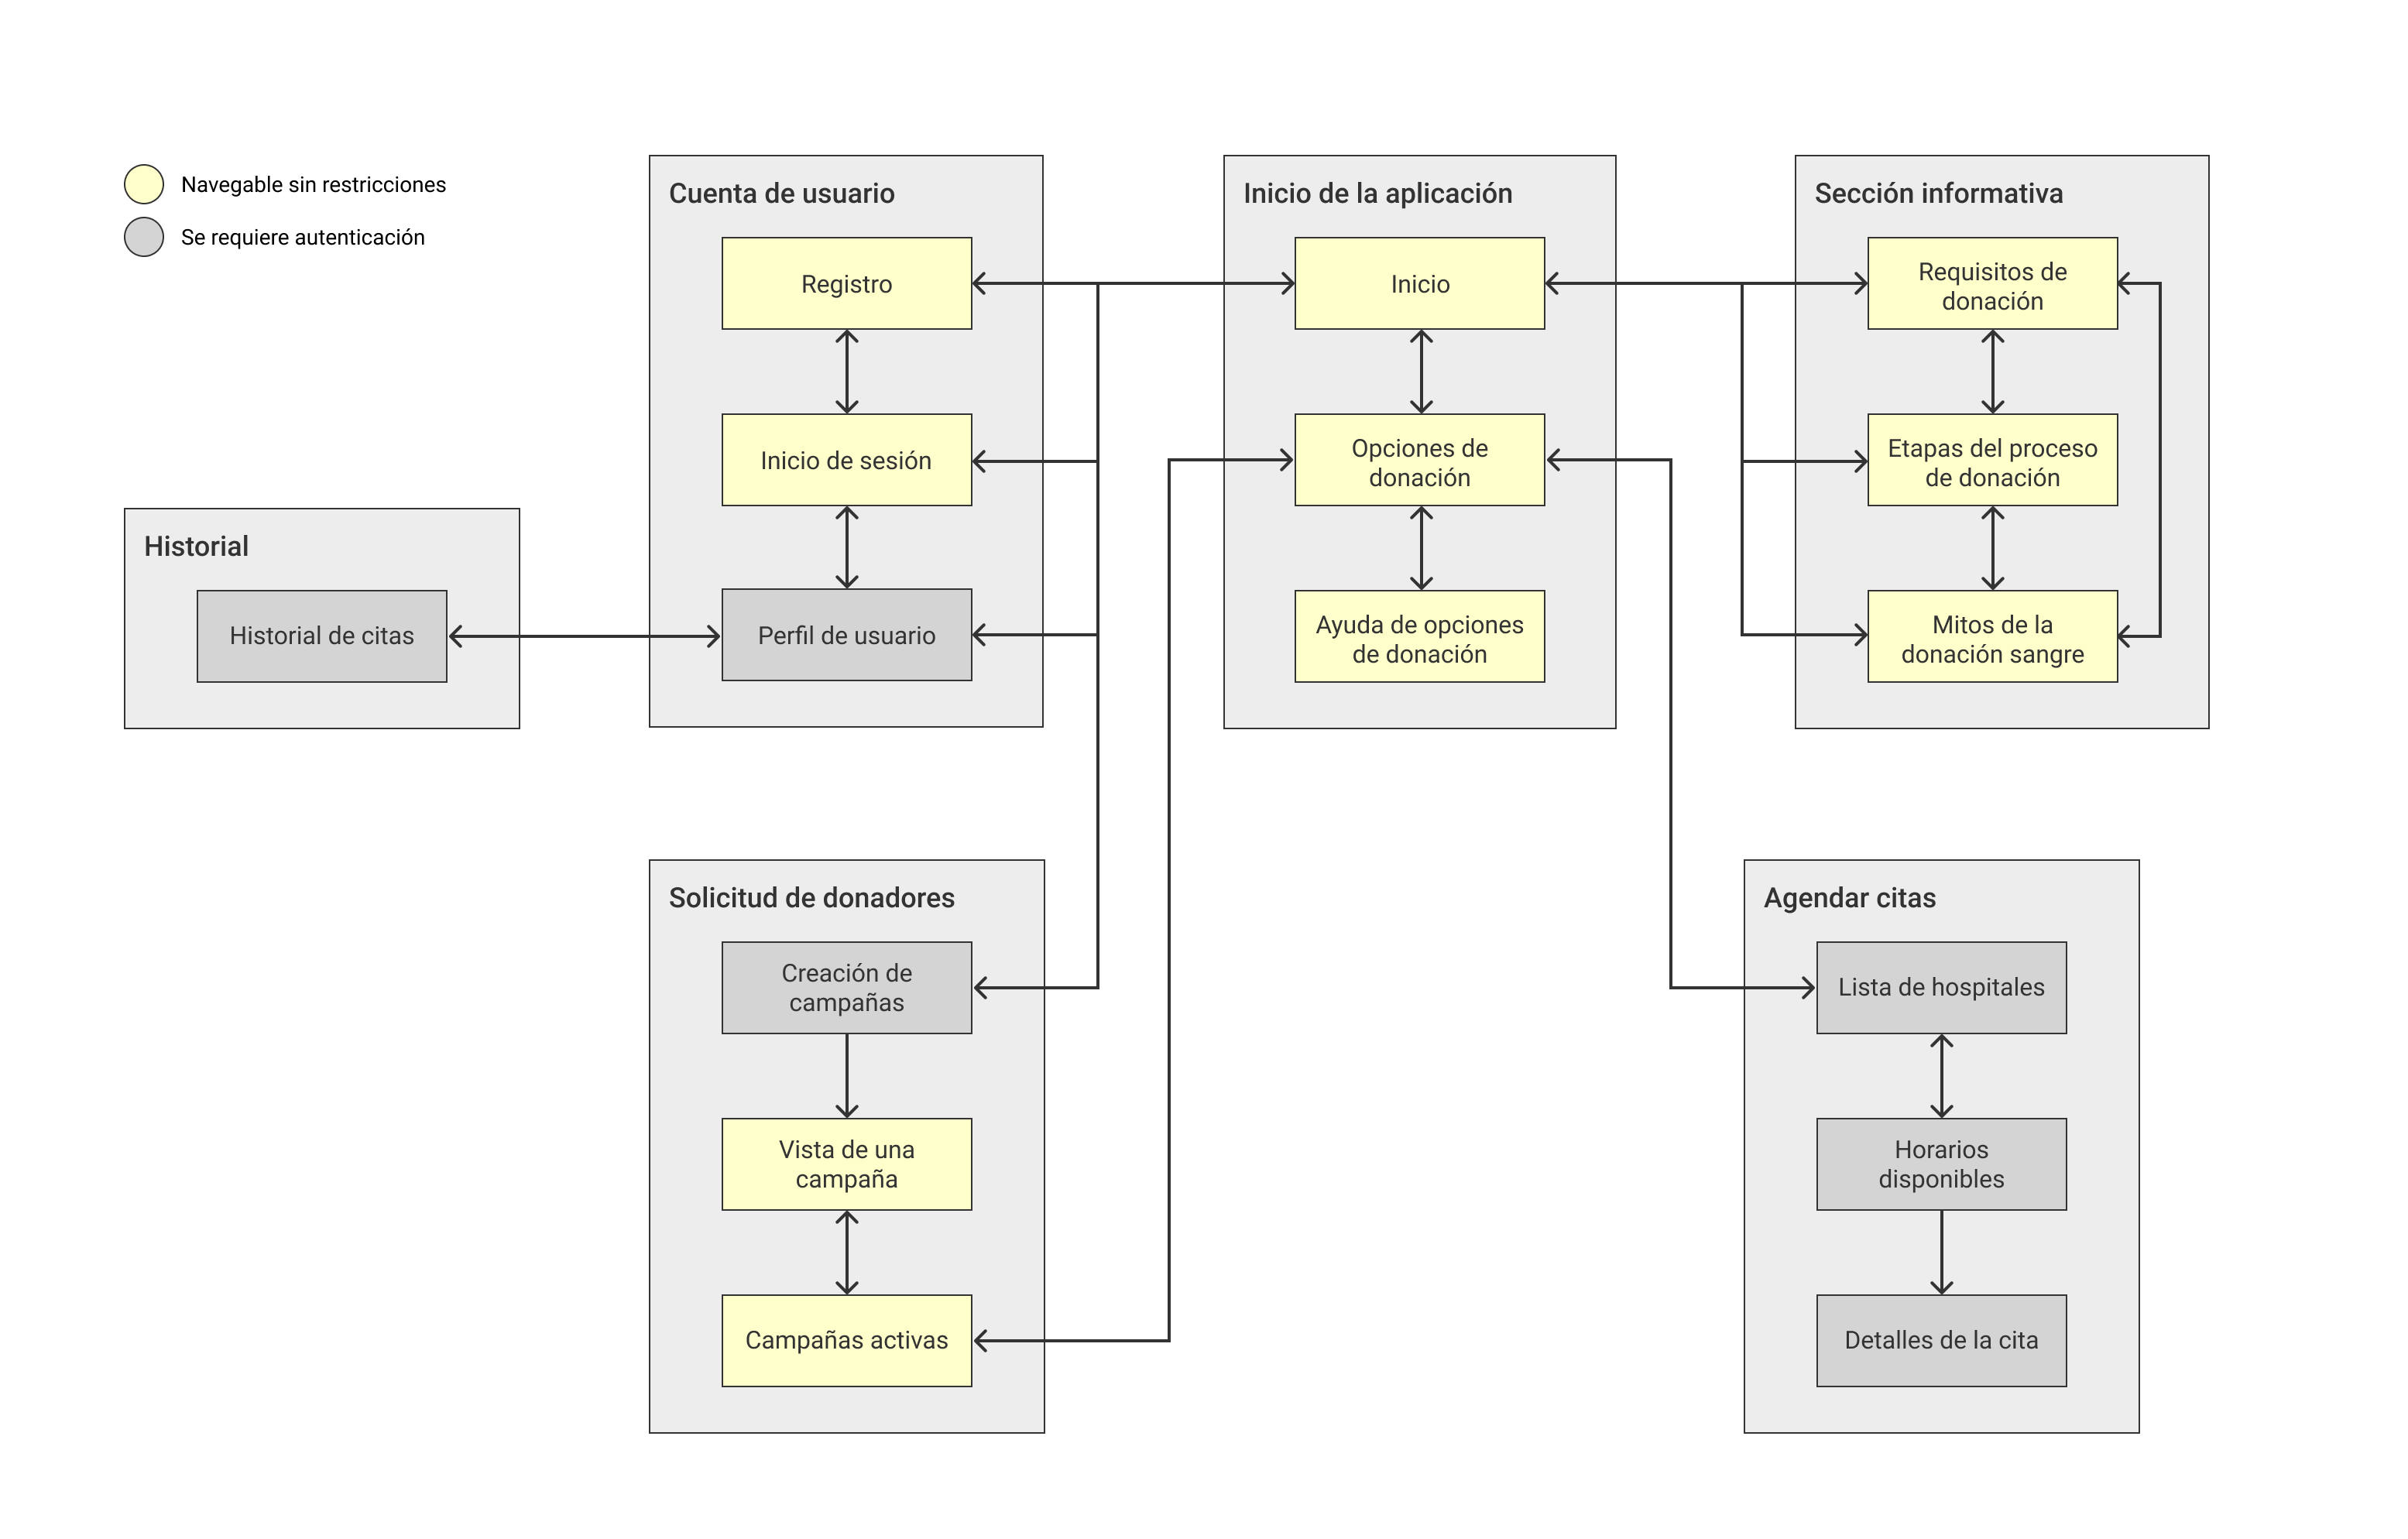 Navegable sin restricciones
Se requiere autenticación
Historial
Historial de citas
Cuenta de usuario
Registro
Inicio de sesión
Perfil de usuario
Inicio de la aplicación
Inicio
Opciones de
donación
Ayuda de opciones
de donación
Sección informativa
Requisitos de
donación
Etapas del proceso
de donación
Mitos de la
donación sangre
Solicitud de donadores
Creación de
campañas
Vista de una
campaña
Campañas activas
Agendar citas
Lista de hospitales
Horarios
disponibles
Detalles de la cita